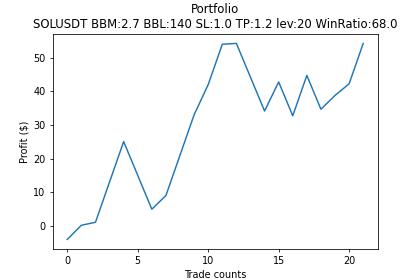 Portfolio
SOLUSDT BBM:2.7 BBL:140 SL:1.0 TP:1.2 lev:20 WinRatio:68.0
Profit ($)
50
40
30
20
10
0
0 5 10 15 20
Trade counts